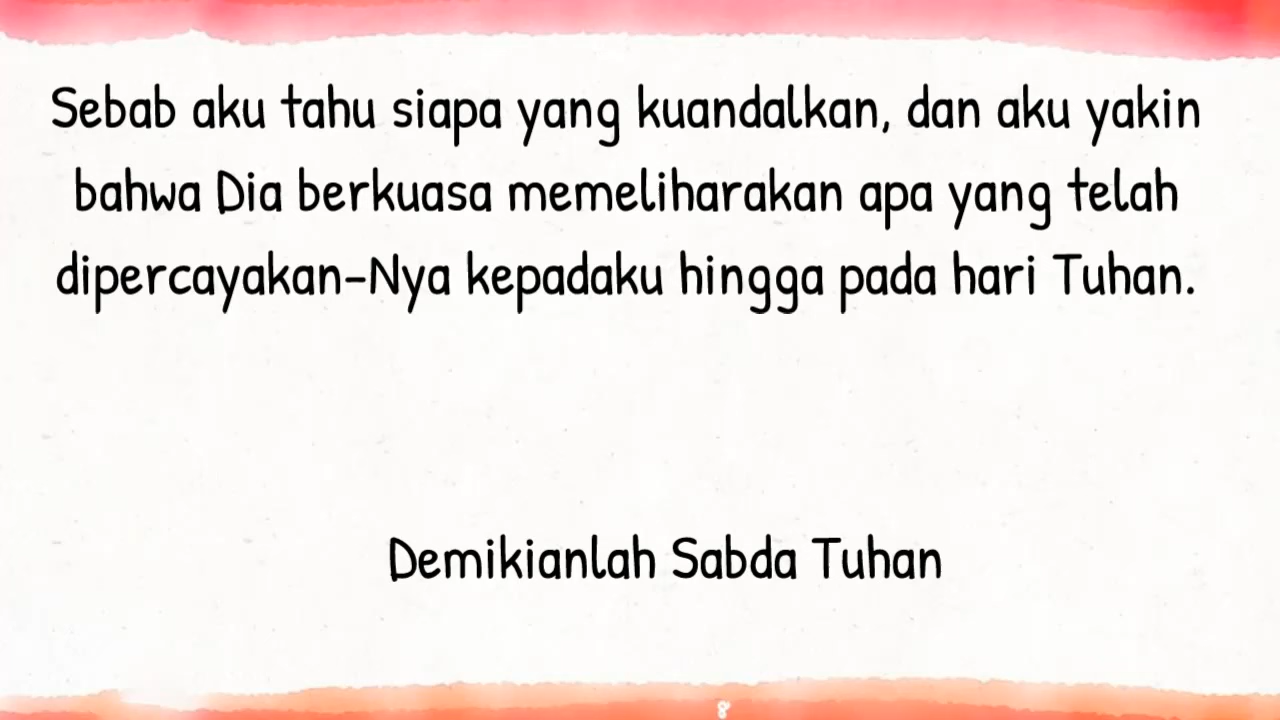 Sebab aku tahu siapa yang kuandalkan, dan aku yakin
bahwa Dia berkuasa memeliharakan apa yang telah
dipercayakan-Nya kepadaku hingga pada hari Tuhan.
Demikianlah Sabda Tuhan
8